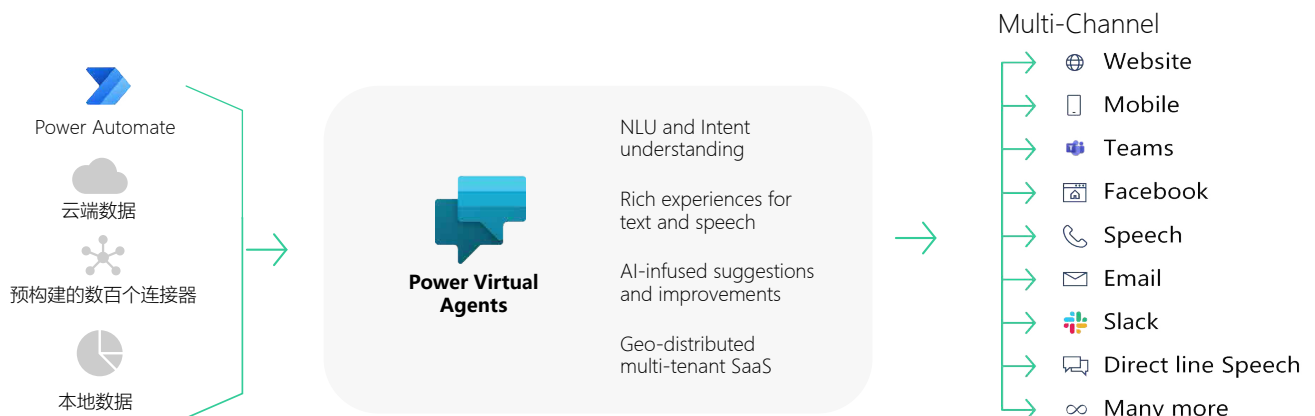 Power Automate
云端数据
预构建的数百个连接器
本地数据
Power Virtual
Agents
NLU and Intent
understanding
Rich experiences for
text and speech
AI-infused suggestions
and improvements
Geo-distributed
multi-tenant SaaS
Multi-Channel
Website
Mobile
Teams
Facebook
Speech
Email
Slack
Direct line Speech
Many more